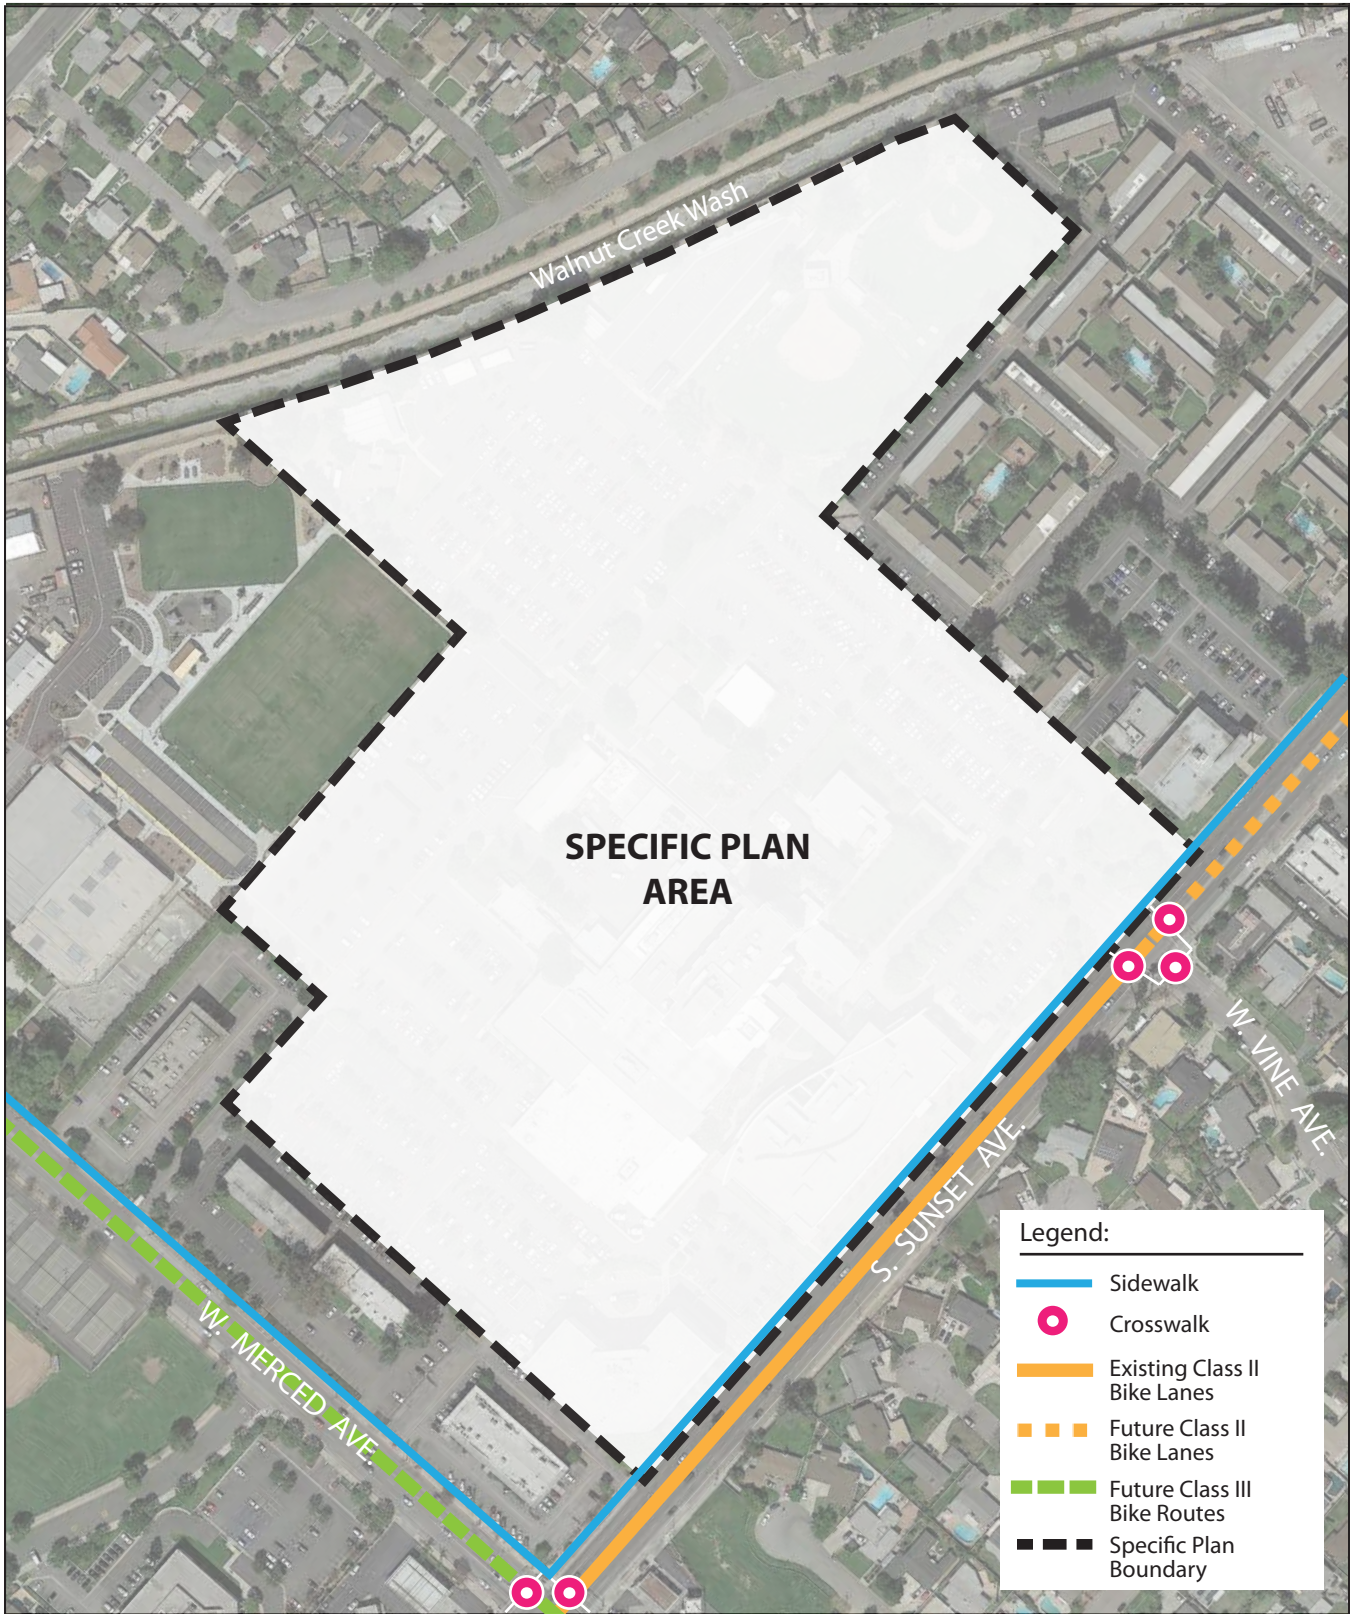 Walnut Creek Wash
SPECIFIC PLAN
AREA
W. VINE AVE.
S. SUNSET AVE.
W. MERCED AVE
Legend:
Sidewalk
Crosswalk
Existing Class II
Bike Lanes
Future Class II
Bike Lanes
Future Class III
Bike Routes
Specific Plan
Boundary